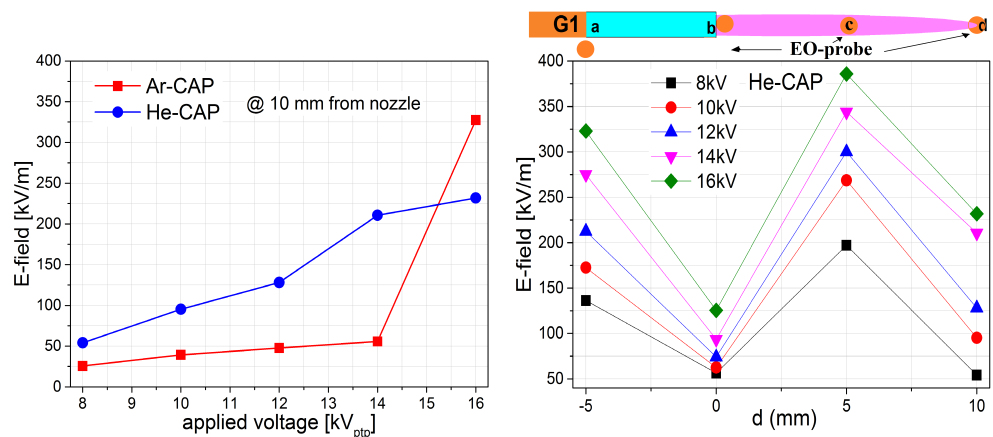 G1 a b c d
EO-probe
400
350
300
250
200
150
100
50
0
E-field [kV/m]
Ar-CAP
He-CAP
@ 10 mm from nozzle
8 9 10 11 12 13 14 15 16
applied voltage [kVptp]
400
350
300
250
200
150
100
50
E-field [kV/m]
8kV He-CAP
10kV
12kV
14kV
16kV
-5 0 5 10
d (mm)